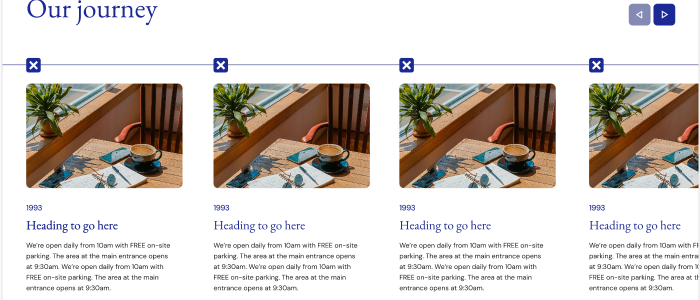 Our journey
1993
Heading to go here
We're open daily from 10am with FREE on-site
parking. The area at the main entrance opens
at 9:30am. We're open daily from 10am with
FREE on-site parking. The area at the main
entrance opens at 9:30am.
1993
Heading to go here
We're open daily from 10am with FREE on-site
parking. The area at the main entrance opens
at 9:30am. We're open daily from 10am with
FREE on-site parking. The area at the main
entrance opens at 9:30am.
1993
Heading to go here
We're open daily from 10am with FREE on-site
parking. The area at the main entrance opens
at 9:30am. We're open daily from 10am with
FREE on-site parking. The area at the main
entrance opens at 9:30am.
1993
Heading to go here
We're open daily from 10am with
parking. The area at the main
at 9:30am. We're open daily from
FREE on-site parking. The area
entrance opens at 9:30am.